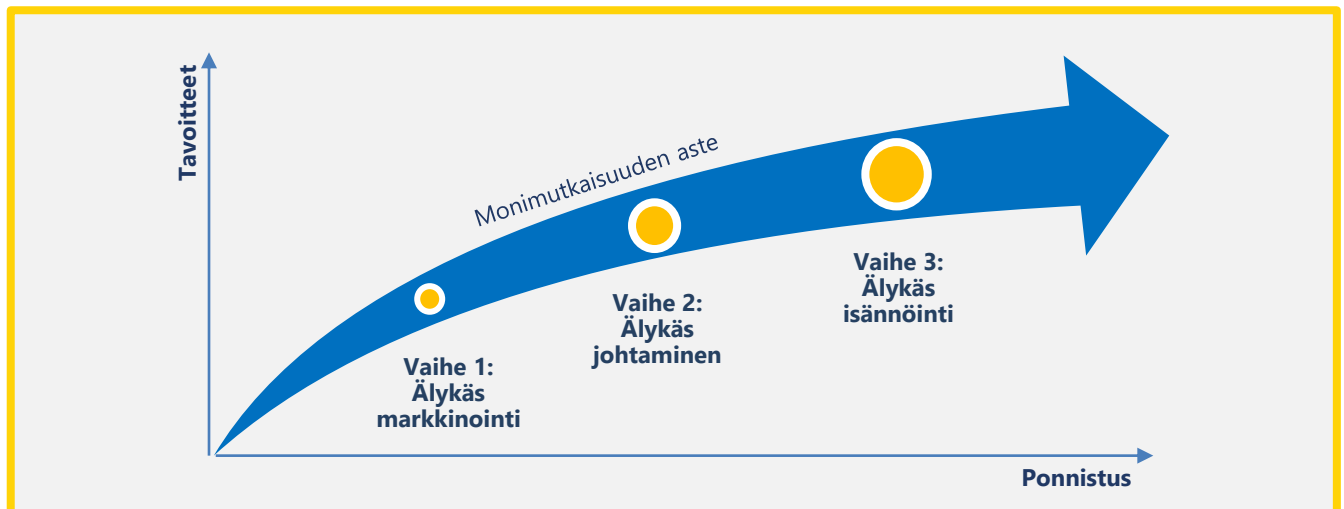 Tavoitteet
Monimutkaisuuden aste
Vaihe 1:
Älykäs
markkinointi
Vaihe 2:
Älykäs
johtaminen
Vaihe 3:
Älykäs
isännöinti
Ponnistus